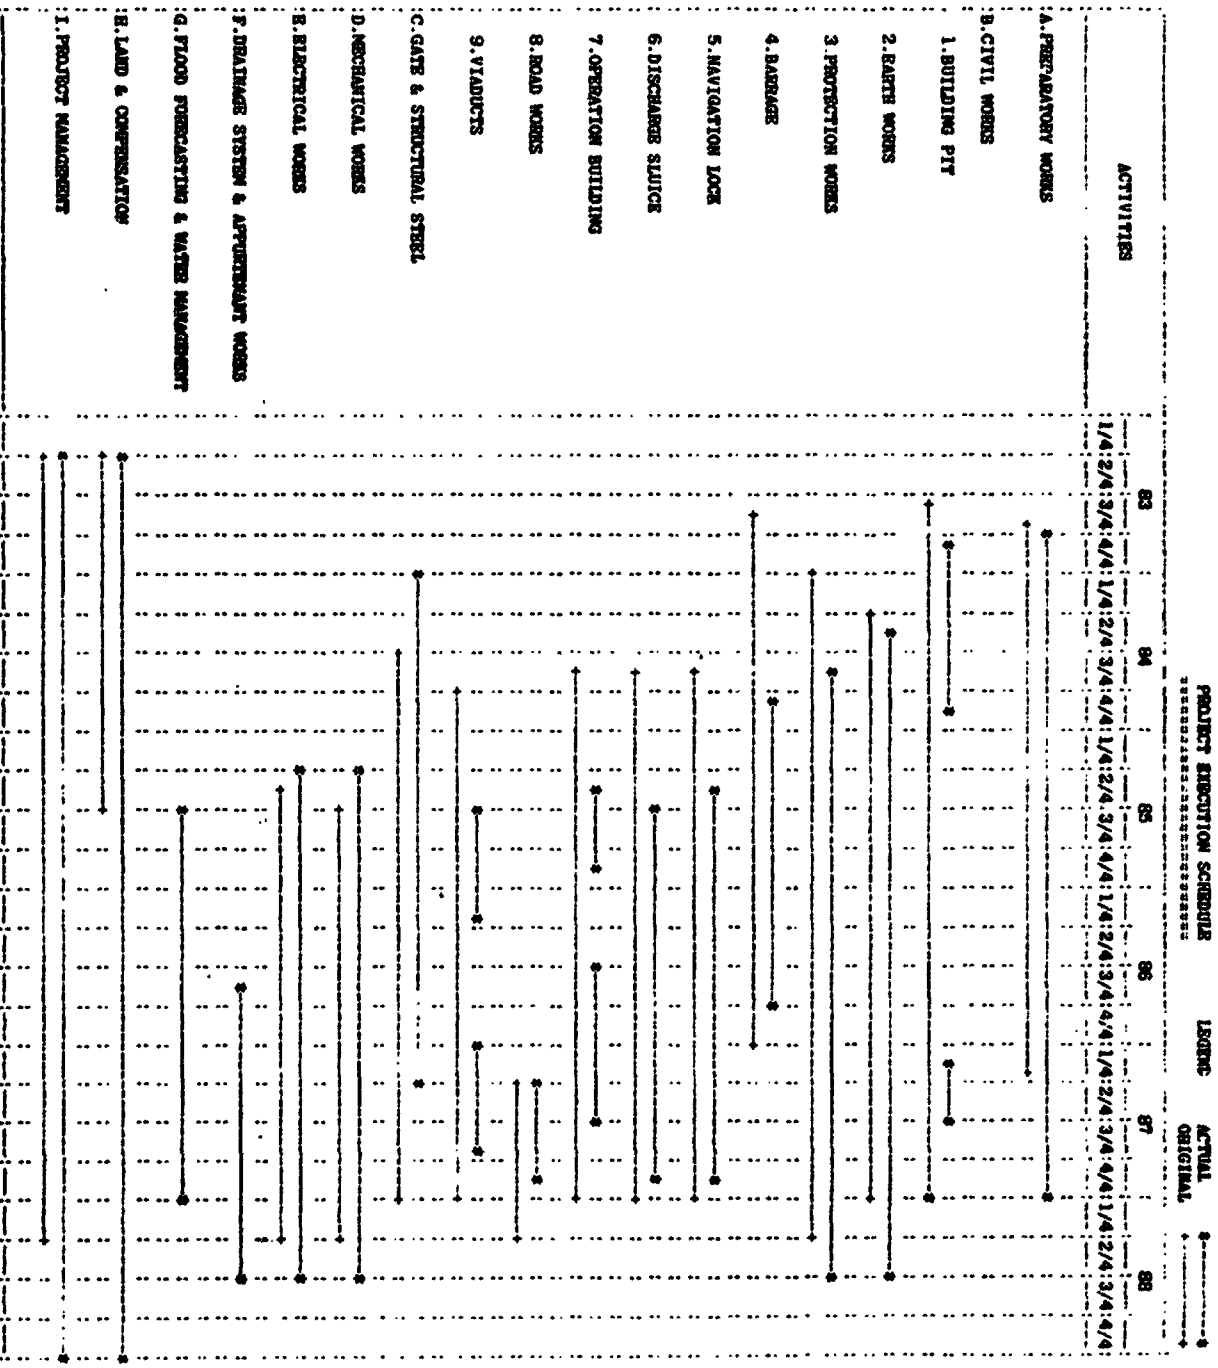 PROJECT EXECUTION SCHEDULE
LEGEND ACTUAL
ORIGINAL
ACTIVITIES
83 84 85 86 87 88
1/4:2/4:3/4:4/4:1/4:2/4:3/4:4/4:1/4:2/4:3/4:4/4:1/4:2/4:3/4:4/4:1/4:2/4:3/4:4/4:1/4:2/4:3/4:4/4
A.PREPARATORY WORKS
B.CIVIL WORKS
1.BUILDING PIT
2.EARTH WORKS
3.PROTECTION WORKS
4.BARRAGE
5.NAVIGATION LOCK
6.DISCHARGE SLUICE
7.OPERATION BUILDING
8.ROAD WORKS
9.VIADUCTS
C.GATE & STRUCTURAL STEEL
D.MECHANICAL WORKS
E.ELECTRICAL WORKS
F.DRAINAGE SYSTEM & APPURTENANT WORKS
G.FLOOD FORECASTING & WATER MANAGEMENT
H.LAND & COMPENSATION
I.PROJECT MANAGEMENT